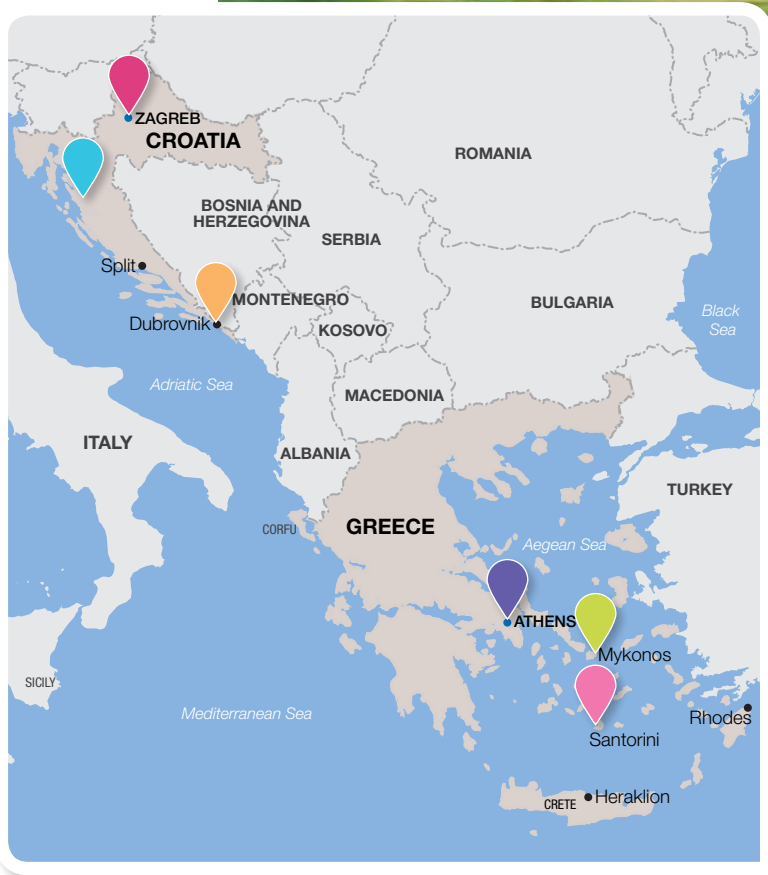 ZAGREB
CROATIA
ROMANIA
BOSNIA AND
HERZEGOVINA
SERBIA
Split
MONTENEGRO
BULGARIA
Black
Sea
Dubrovnik
KOSOVO
Adriatic Sea
MACEDONIA
ITALY
ALBANIA
TURKEY
CORFU
GREECE
Aegean Sea
ATHENS
Mykonos
SICILY
Mediterranean Sea
Rhodes
Santorini
CRETE
Heraklion